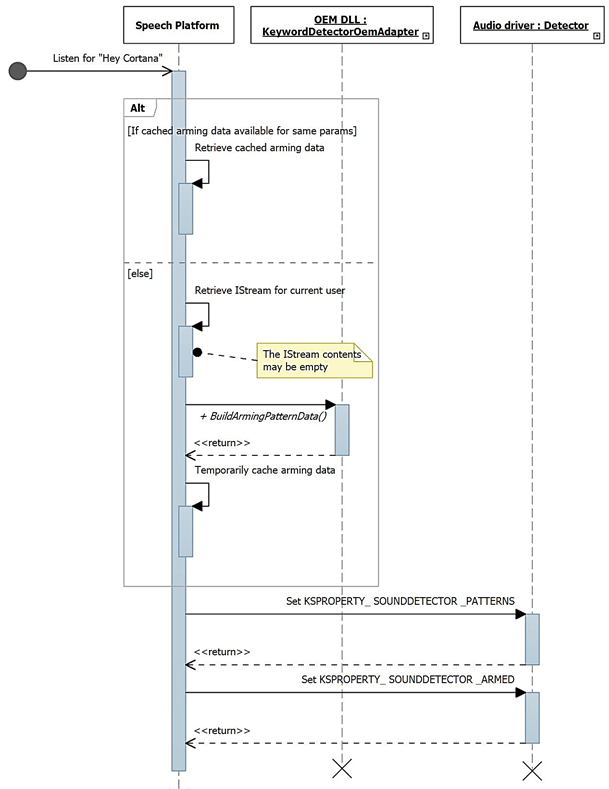 Speech Platform
OEM DLL :
KeywordDetectorOemAdapter
Audio driver : Detector
Listen for "Hey Cortana"
Alt
[If cached arming data available for same params]
Retrieve cached arming data
[else]
Retrieve IStream for current user
The IStream contents
may be empty
+ BuildArmingPatternData()
<<return>>
Temporarily cache arming data
Set KSPROPERTY_ SOUNDDETECTOR _PATTERNS
<<return>>
Set KSPROPERTY_ SOUNDDETECTOR _ARMED
<<return>>